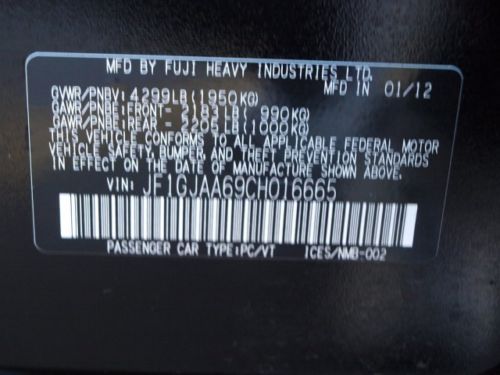 MFD BY FUJI HEAVY INDUSTRIES LTD.
MFD IN 01/12
GVWR/PNBV: 4299LB(1950KG)
GAWR/PNBE:FRONT- 2183LB( 990KG)
GAWR/PNBE:REAR - 2205LB(1000KG)
THIS VEHICLE CONFORMS TO ALL APPLICABLE FEDERAL MOTOR
VEHICLE SAFETY,BUMPER,AND THEFT PREVENTION STANDARDS
IN EFFECT ON THE DATE OF MANUFACTURE SHOWN ABOVE.
VIN: JF1GJAA69CH016665
PASSENGER CAR TYPE:PC/VT ICES/NMB-002